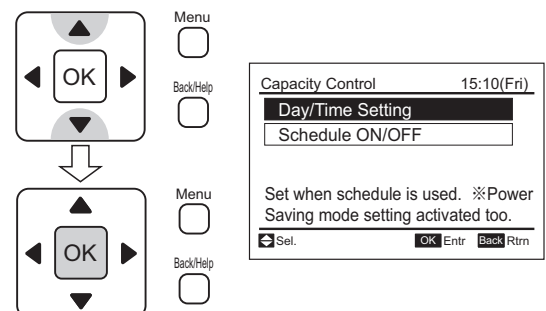 Menu
OK
Back/Help
Menu
OK
Back/Help
Capacity Control 15:10(Fri)
Day/Time Setting
Schedule ON/OFF
Set when schedule is used. ※Power
Saving mode setting activated too.
Sel. OK Entr Back Rtrn